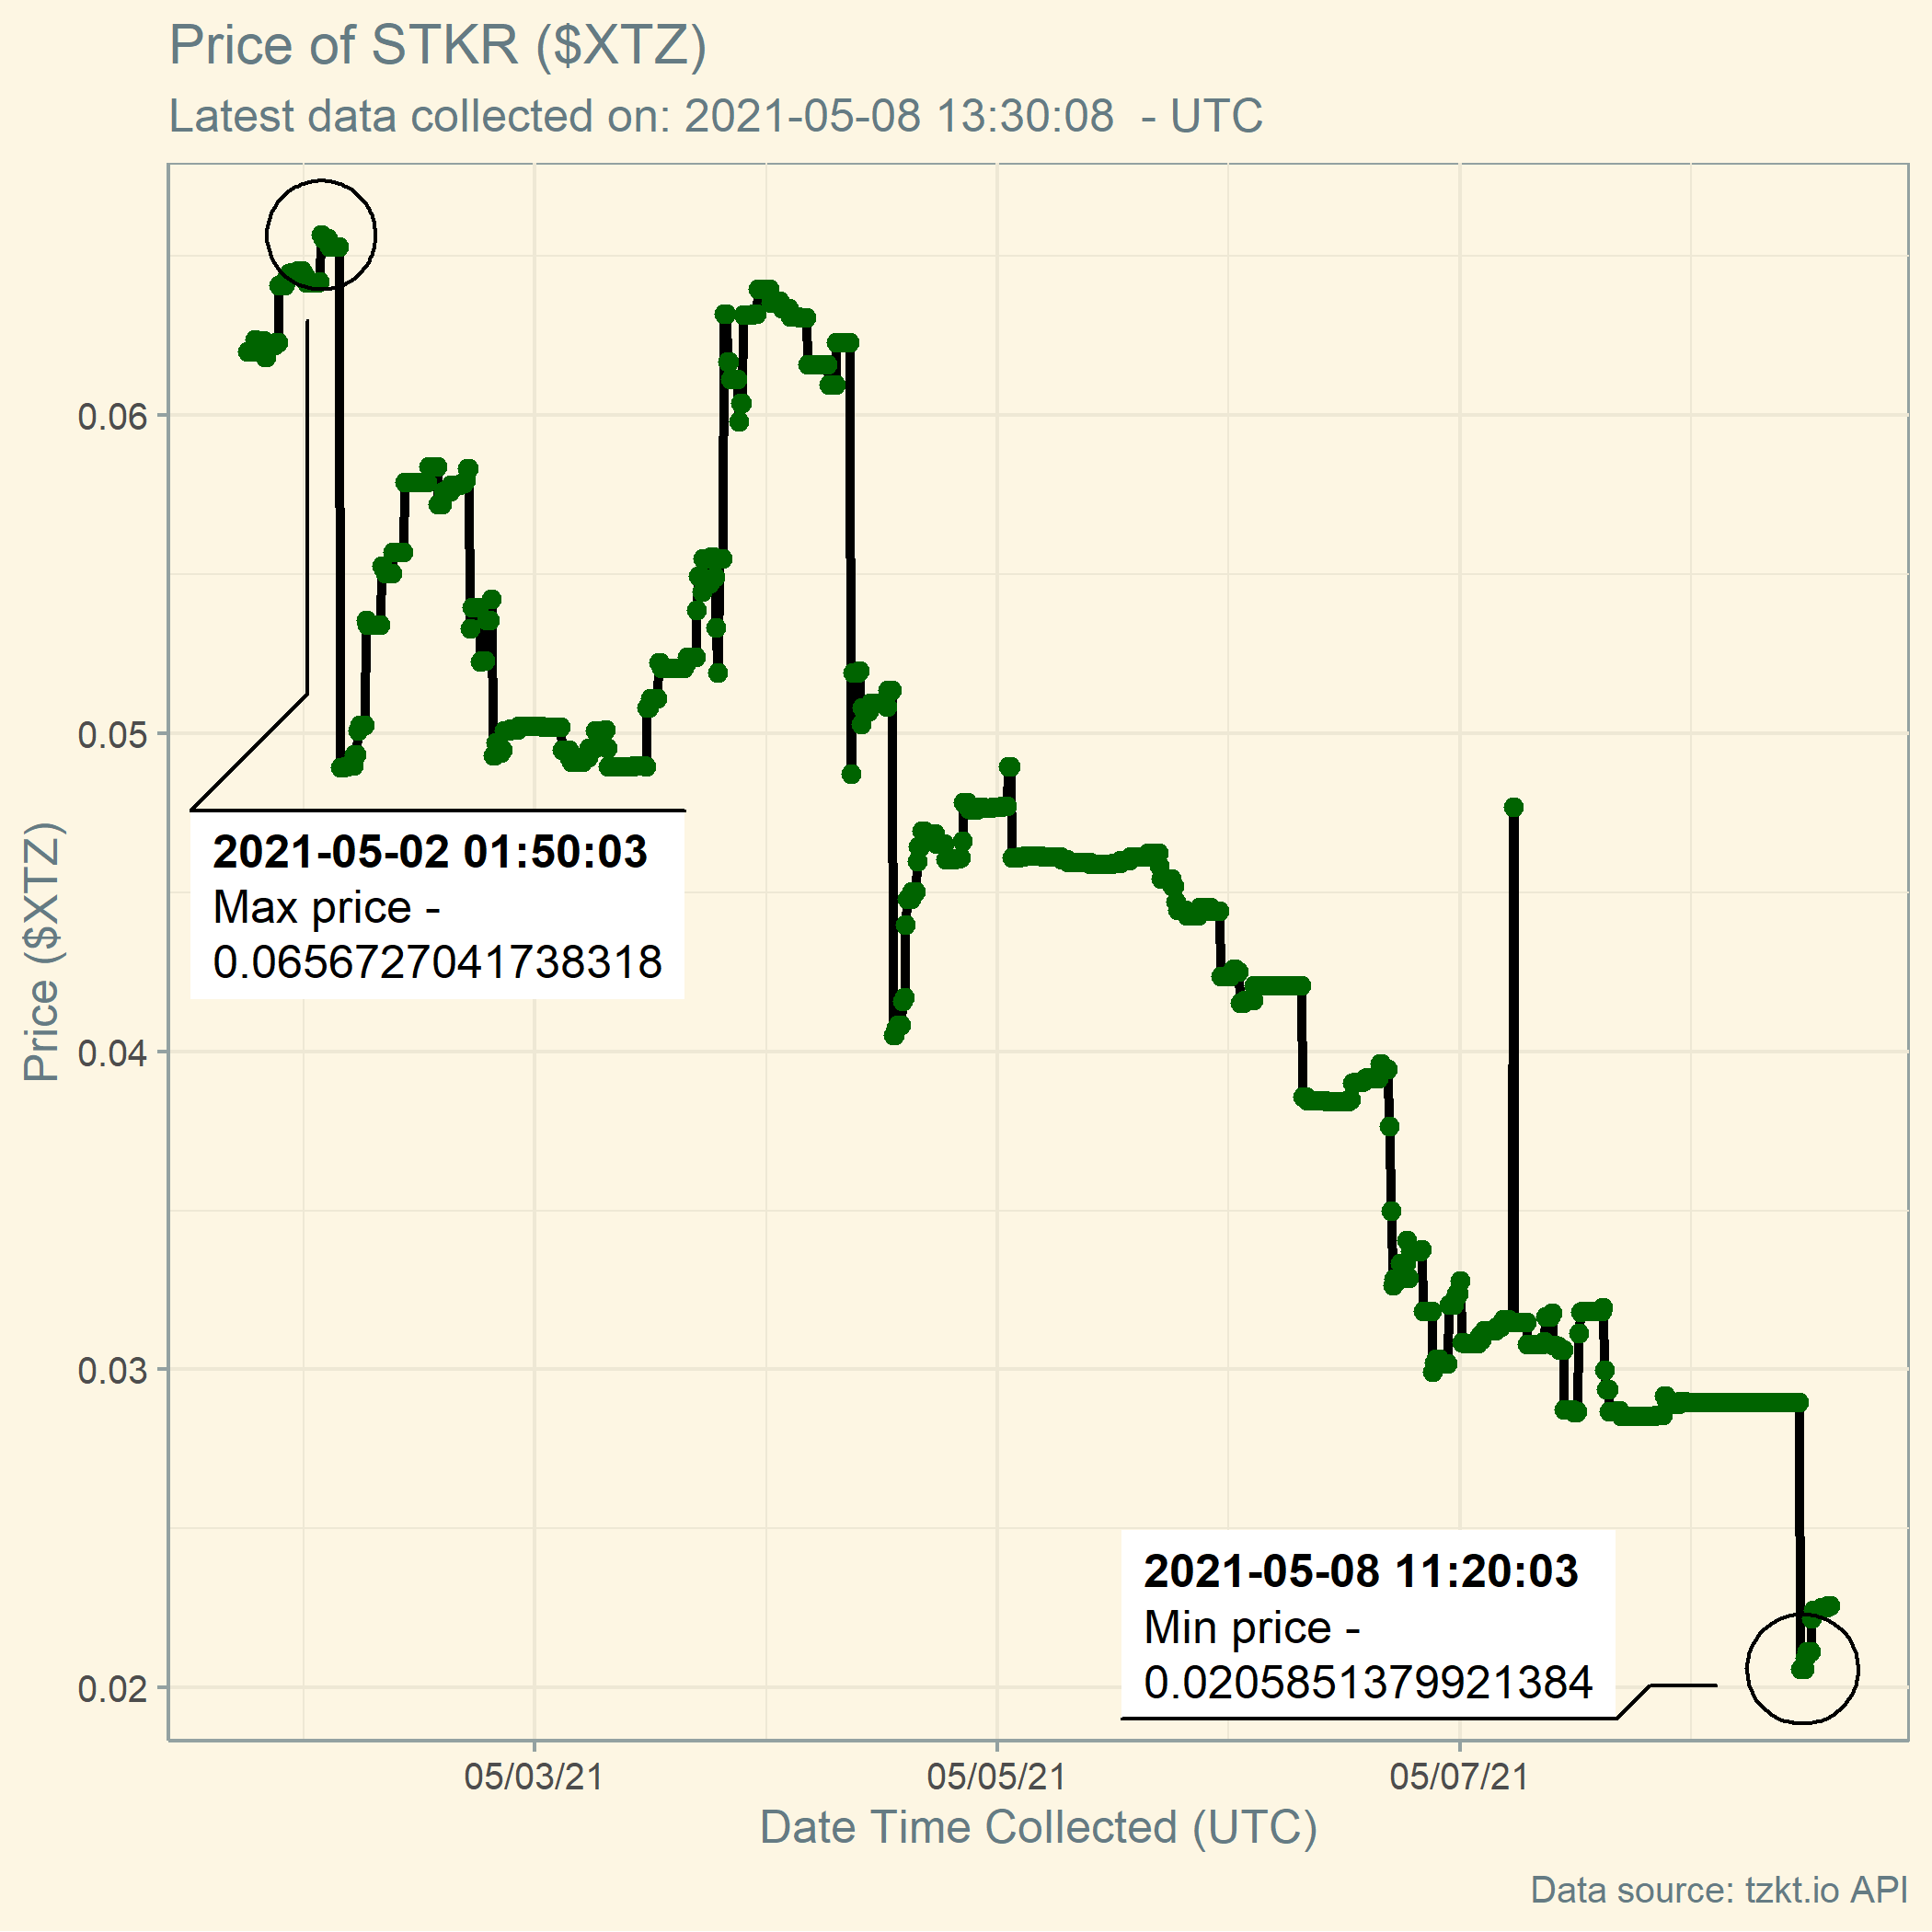 Price of STKR ($XTZ)
Latest data collected on: 2021-05-08 13:30:08  - UTC
Price ($XTZ)
0.06
0.05
0.04
0.03
0.02
2021-05-02 01:50:03
Max price -
0.0656727041738318
2021-05-08 11:20:03
Min price -
0.0205851379921384
05/03/21
05/05/21
05/07/21
Date Time Collected (UTC)
Data source: tzkt.io API